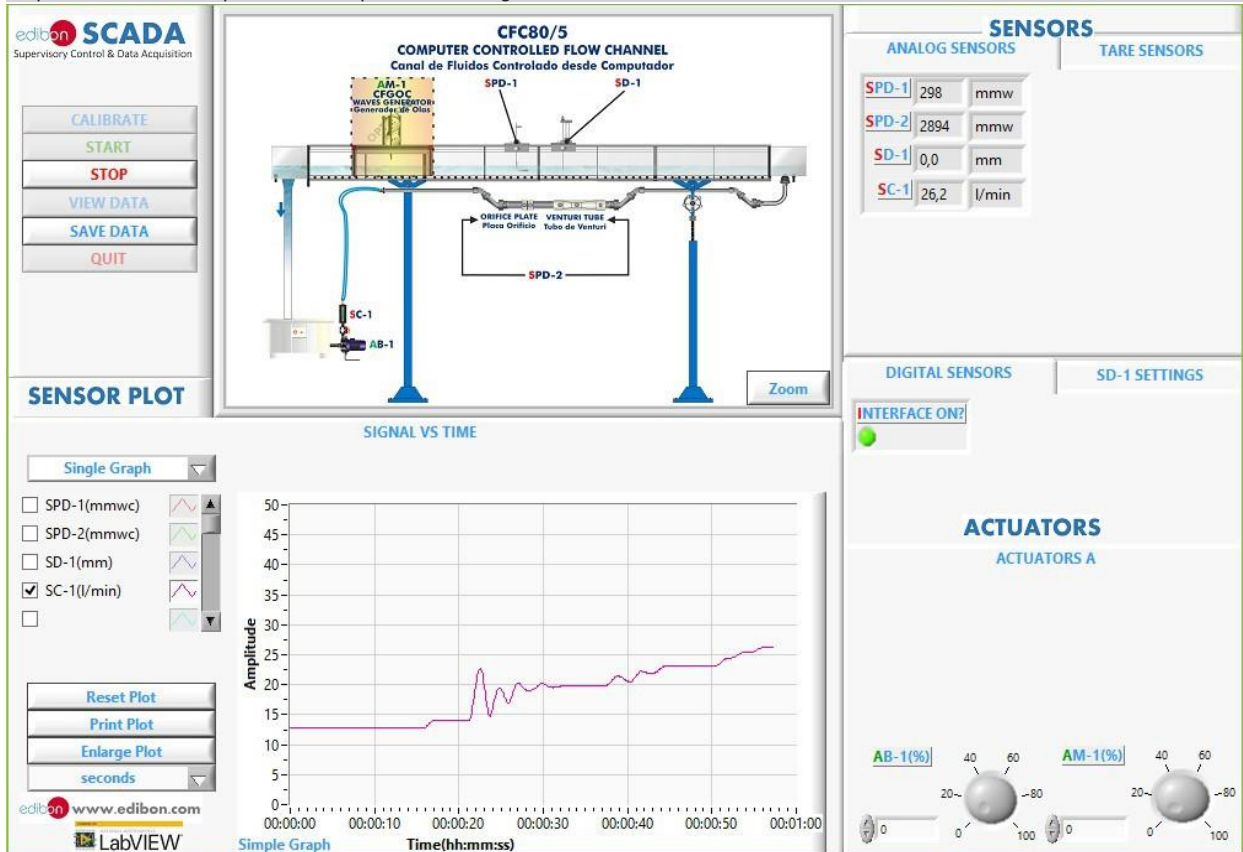 edibon SCADA
Supervisory Control & Data Acquisition
CALIBRATE
START
STOP
VIEW DATA
SAVE DATA
QUIT
CFC80/5
COMPUTER CONTROLLED FLOW CHANNEL
Canal de Fluidos Controlado desde Computador
AM-1
CFGOC
WAVES GENERATOR
Generador de Olas
SPD-1
SD-1
ORIFICE PLATE
Placa Orificio
VENTURI TUBE
Tubo de Venturi
SPD-2
SC-1
AB-1
Zoom
SENSORS
ANALOG SENSORS
TARE SENSORS
SPD-1 298 mmw
SPD-2 2894 mmw
SD-1 0,0 mm
SC-1 26,2 l/min
DIGITAL SENSORS
SD-1 SETTINGS
INTERFACE ON?
SENSOR PLOT
SIGNAL VS TIME
Single Graph
SPD-1(mmwc)
SPD-2(mmwc)
SD-1(mm)
SC-1(l/min)
Reset Plot
Print Plot
Enlarge Plot
seconds
edibon www.edibon.com
LabVIEW
Amplitude
50
45
40
35
30
25
20
15
10
5
0
00:00:00 00:00:10 00:00:20 00:00:30 00:00:40 00:00:50 00:01:00
Simple Graph
Time(hh:mm:ss)
ACTUATORS
ACTUATORS A
AB-1(%)
0
0 20 40 60 80 100
AM-1(%)
0
0 20 40 60 80 100